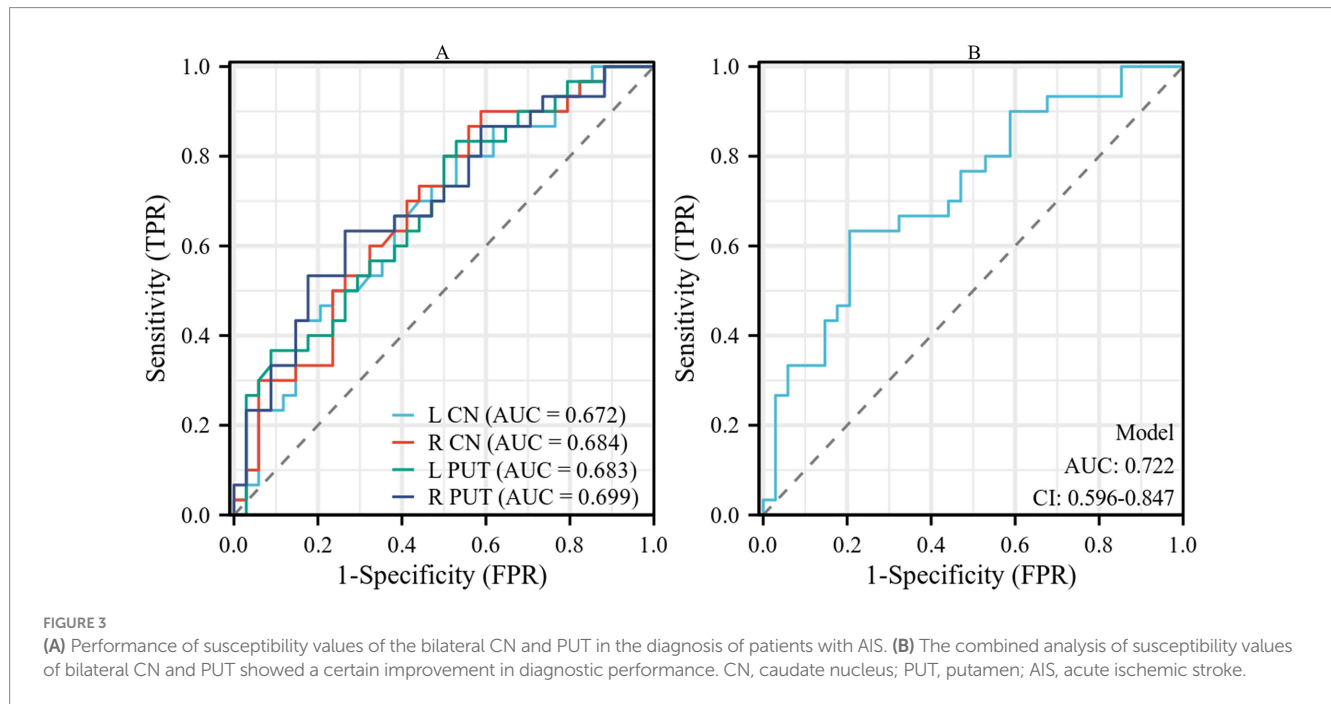 A
1.0
0.8
0.6
0.4
0.2
0.0
Sensitivity (TPR)
L CN (AUC = 0.672)
R CN (AUC = 0.684)
L PUT (AUC = 0.683)
R PUT (AUC = 0.699)
0.0 0.2 0.4 0.6 0.8 1.0
1-Specificity (FPR)
B
1.0
0.8
0.6
0.4
0.2
0.0
Sensitivity (TPR)
Model
AUC: 0.722
CI: 0.596-0.847
0.0 0.2 0.4 0.6 0.8 1.0
1-Specificity (FPR)
FIGURE 3
(A) Performance of susceptibility values of the bilateral CN and PUT in the diagnosis of patients with AIS. (B) The combined analysis of susceptibility values
of bilateral CN and PUT showed a certain improvement in diagnostic performance. CN, caudate nucleus; PUT, putamen; AIS, acute ischemic stroke.